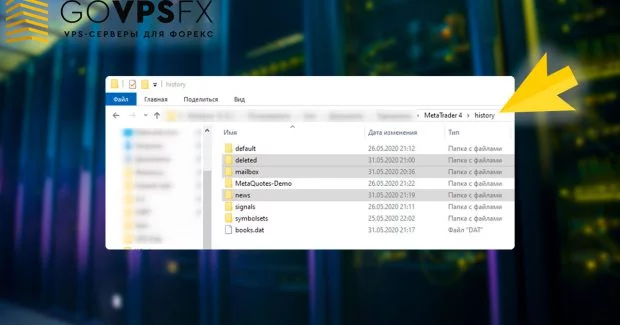 GOVPSFX
VPS-СЕРВЕРЫ ДЛЯ ФОРЕКС
history
Файл Главная Поделиться Вид
MetaTrader 4 > history
Имя Дата изменения Тип
default 26.05.2020 21:12 Папка с файлами
deleted 31.05.2020 21:00 Папка с файлами
mailbox 31.05.2020 20:36 Папка с файлами
MetaQuotes-Demo 26.05.2020 21:22 Папка с файлами
news 31.05.2020 21:19 Папка с файлами
signals 26.05.2020 21:11 Папка с файлами
symbolsets 25.05.2020 22:02 Папка с файлами
books.dat 31.05.2020 21:17 Файл "DAT"